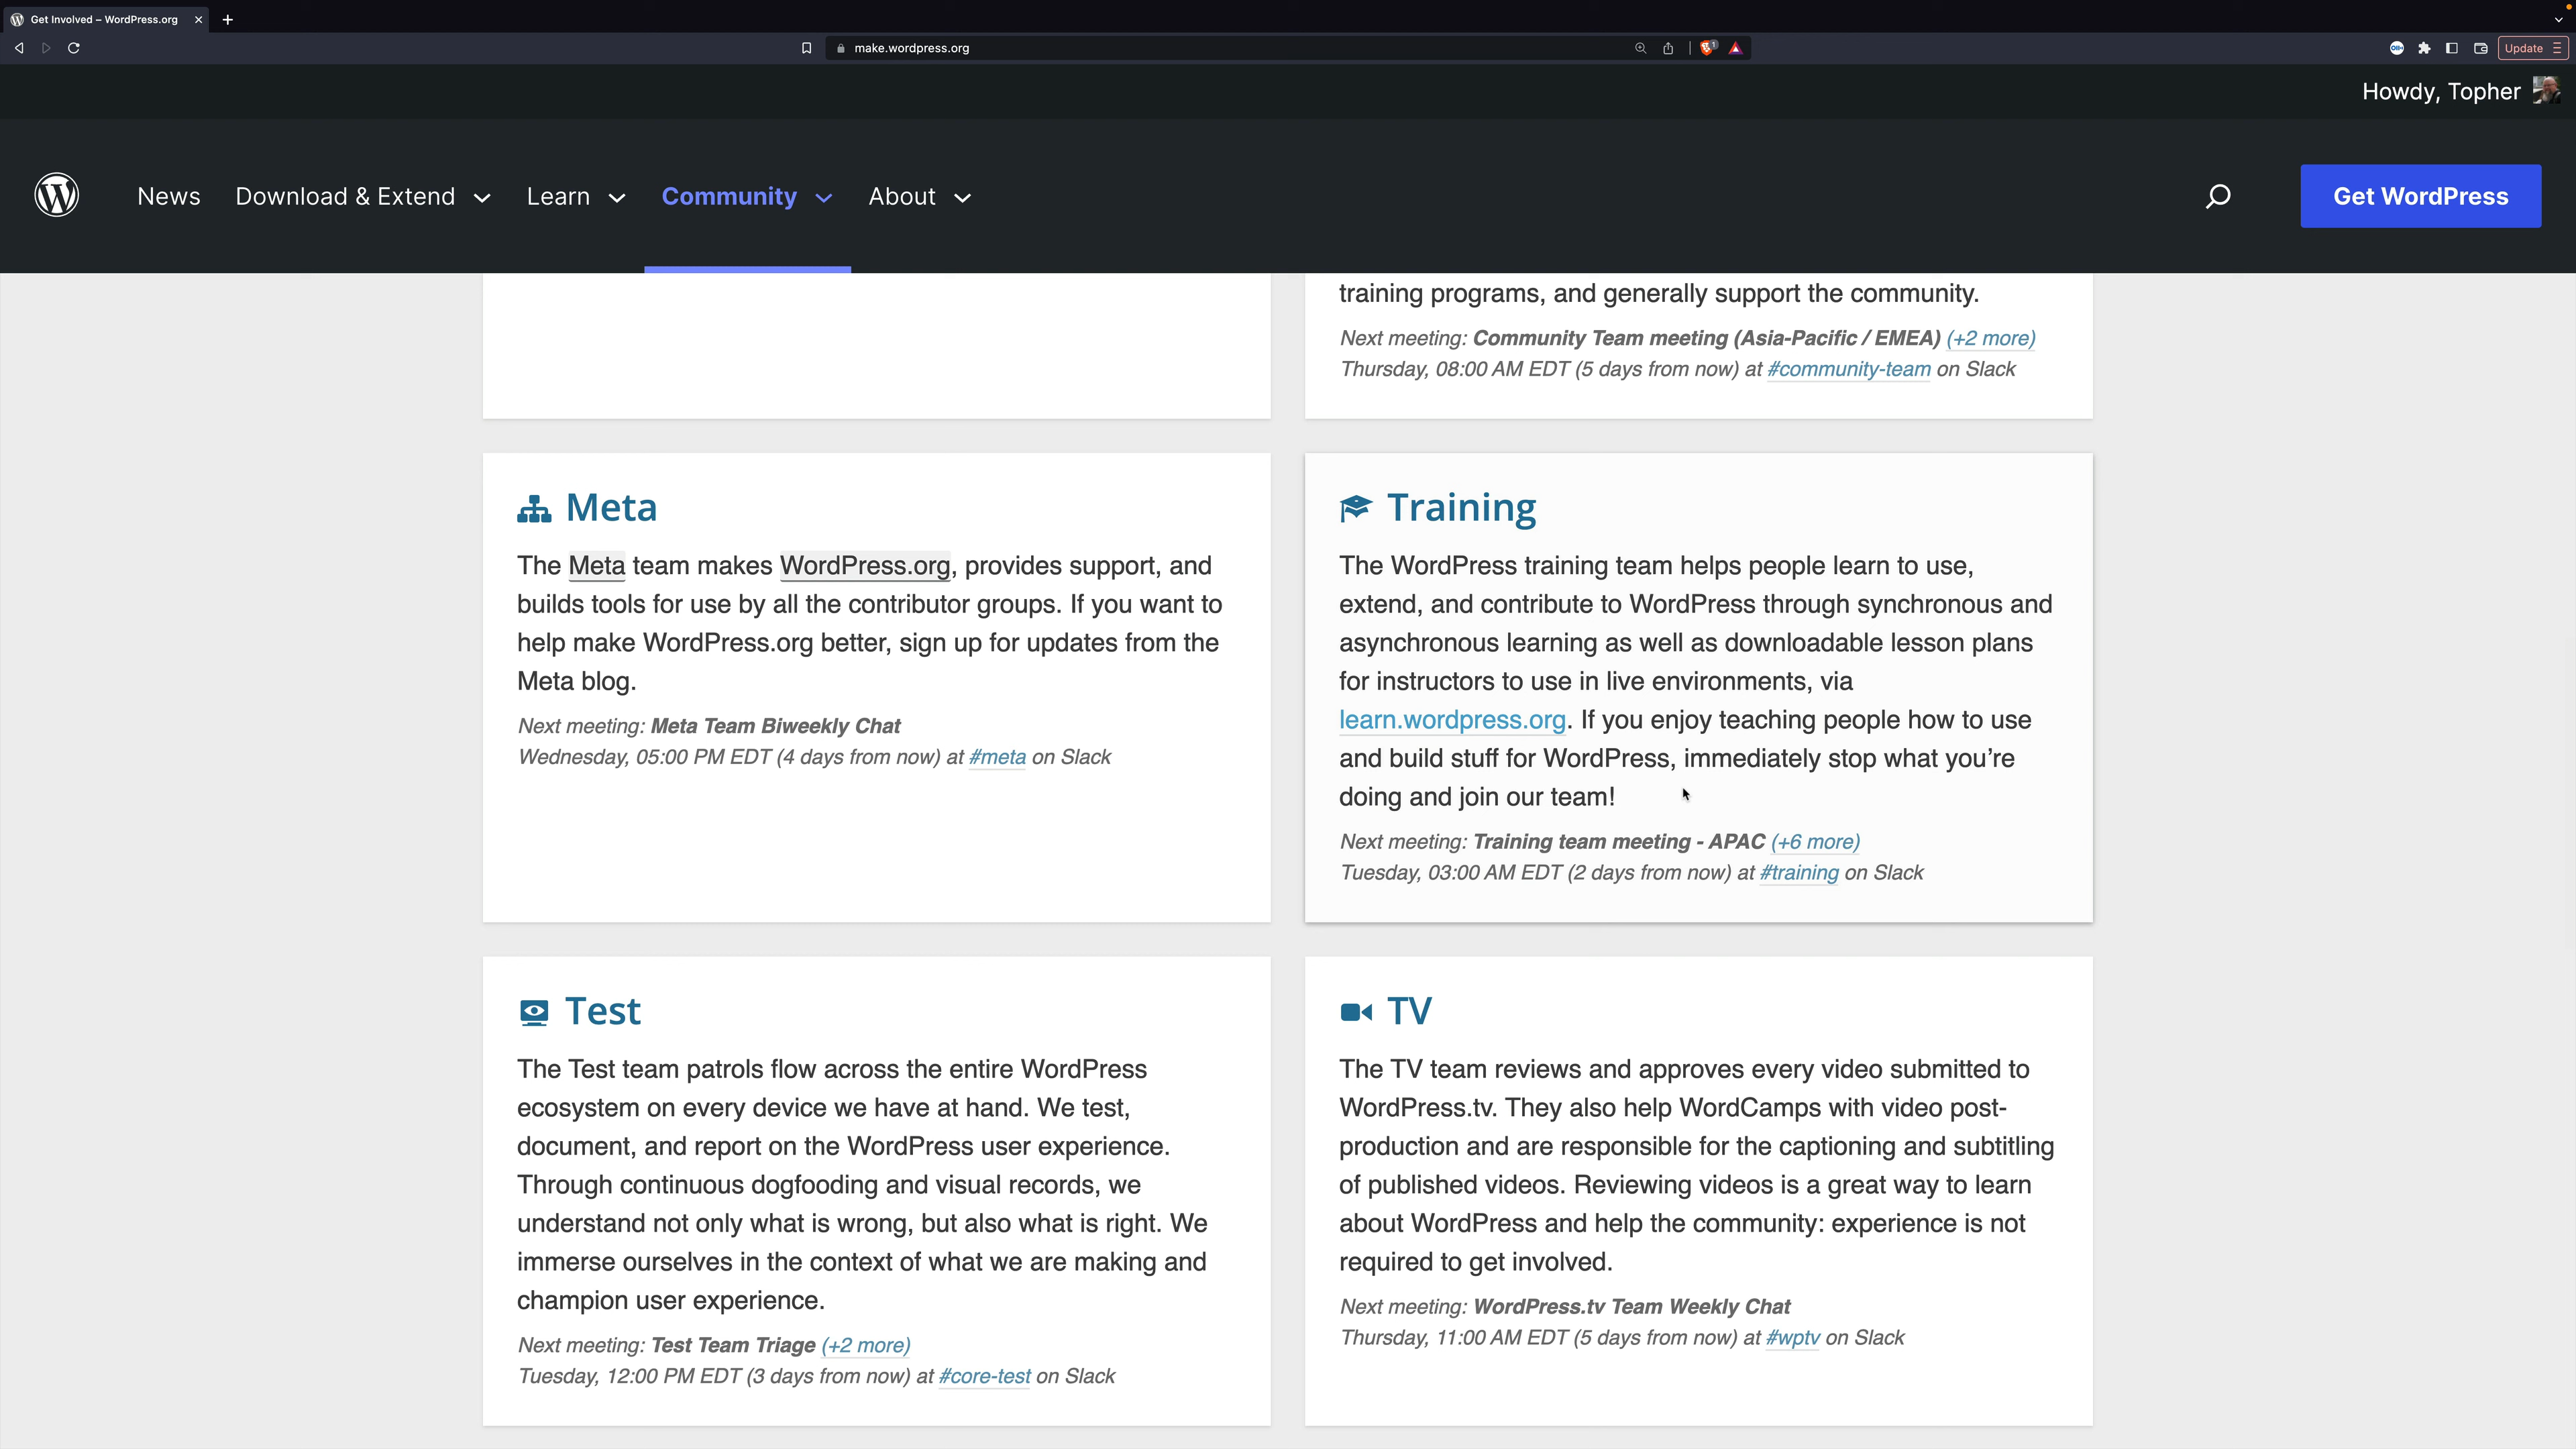 Get Involved – WordPress.org
make.wordpress.org
1
Update
Howdy, Topher
News
Download & Extend
Learn
Community
About
Get WordPress
training programs, and generally support the community.
Next meeting: Community Team meeting (Asia-Pacific / EMEA) (+2 more)
Thursday, 08:00 AM EDT (5 days from now) at #community-team on Slack
Meta
The Meta team makes WordPress.org, provides support, and
builds tools for use by all the contributor groups. If you want to
help make WordPress.org better, sign up for updates from the
Meta blog.
Next meeting: Meta Team Biweekly Chat
Wednesday, 05:00 PM EDT (4 days from now) at #meta on Slack
Training
The WordPress training team helps people learn to use,
extend, and contribute to WordPress through synchronous and
asynchronous learning as well as downloadable lesson plans
for instructors to use in live environments, via
learn.wordpress.org. If you enjoy teaching people how to use
and build stuff for WordPress, immediately stop what you’re
doing and join our team!
Next meeting: Training team meeting - APAC (+6 more)
Tuesday, 03:00 AM EDT (2 days from now) at #training on Slack
Test
The Test team patrols flow across the entire WordPress
ecosystem on every device we have at hand. We test,
document, and report on the WordPress user experience.
Through continuous dogfooding and visual records, we
understand not only what is wrong, but also what is right. We
immerse ourselves in the context of what we are making and
champion user experience.
Next meeting: Test Team Triage (+2 more)
Tuesday, 12:00 PM EDT (3 days from now) at #core-test on Slack
TV
The TV team reviews and approves every video submitted to
WordPress.tv. They also help WordCamps with video post-
production and are responsible for the captioning and subtitling
of published videos. Reviewing videos is a great way to learn
about WordPress and help the community: experience is not
required to get involved.
Next meeting: WordPress.tv Team Weekly Chat
Thursday, 11:00 AM EDT (5 days from now) at #wptv on Slack